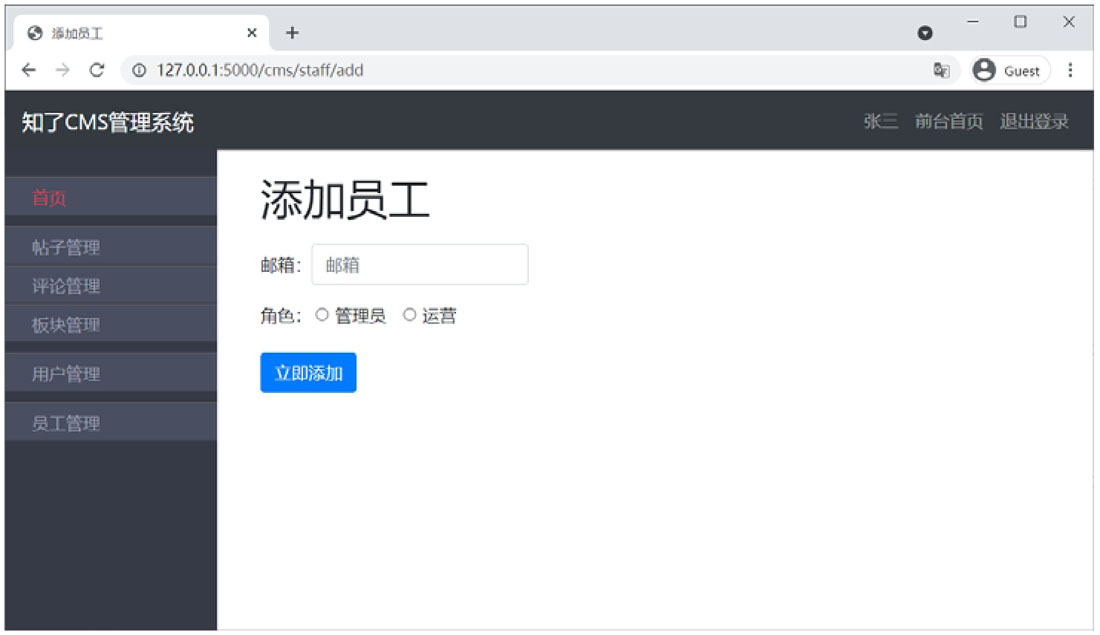 添加员工
127.0.0.1:5000/cms/staff/add
Guest
知了CMS管理系统
张三 前台首页 退出登录
首页
帖子管理
评论管理
板块管理
用户管理
员工管理
添加员工
邮箱： 邮箱
角色： 管理员 运营
立即添加